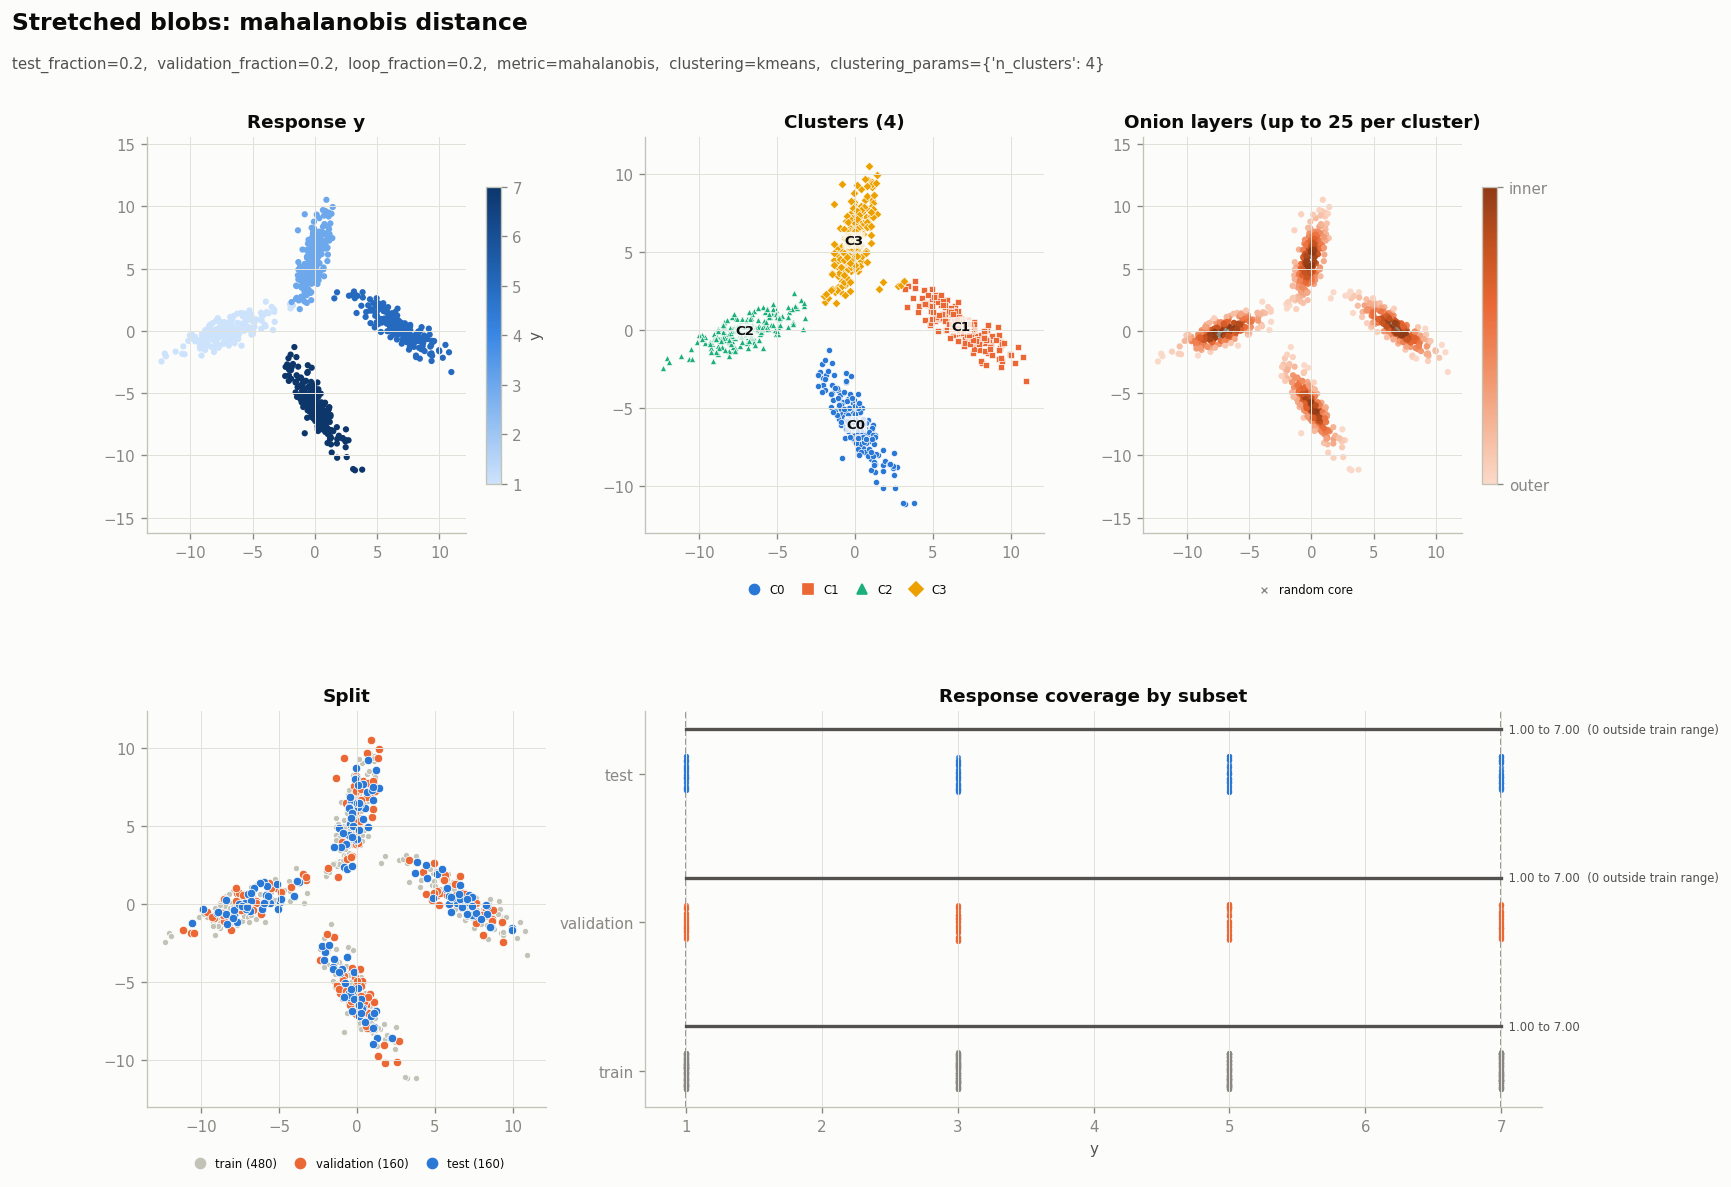 Stretched blobs: mahalanobis distance
test_fraction=0.2,  validation_fraction=0.2,  loop_fraction=0.2,  metric=mahalanobis,  clustering=kmeans,  clustering_params={'n_clusters': 4}
Response y
15
10
5
0
−5
−10
−15
−10 −5 0 5 10
7
6
5
4
3
2
1
y
Clusters (4)
10
5
0
−5
−10
−10 −5 0 5 10
C3
C2
C1
C0
C0 C1 C2 C3
Onion layers (up to 25 per cluster)
15
10
5
0
−5
−10
−15
−10 −5 0 5 10
inner
outer
random core
Split
10
5
0
−5
−10
−10 −5 0 5 10
train (480) validation (160) test (160)
Response coverage by subset
1.00 to 7.00  (0 outside train range)
test
1.00 to 7.00  (0 outside train range)
validation
1.00 to 7.00
train
1 2 3 4 5 6 7
y